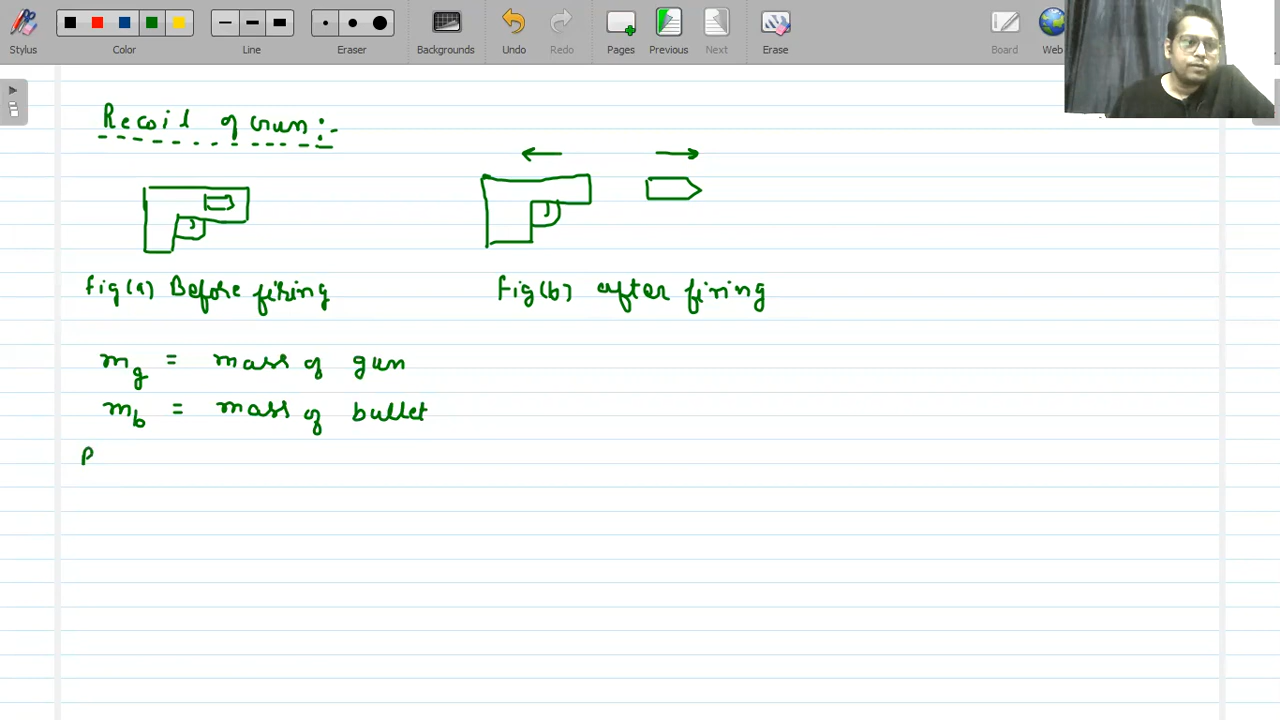 Stylus
Color
Line
Eraser
Backgrounds
Undo
Redo
Pages
Previous
Next
Erase
Board
Web
Recoil of Gun :-
Fig(a) Before firing
Fig(b) after firing
mg = mass of gun
mb = mass of bullet
P